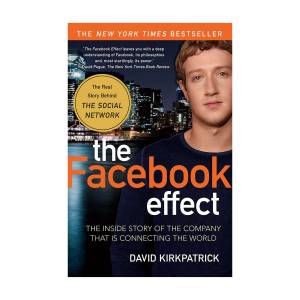 THE NEW YORK TIMES BESTSELLER
"The Facebook Effect leaves you with a deep
understanding of Facebook, its philosophies
and, most startlingly, its power."
David Pogue, The New York Times Book Review
The Real
Story Behind
THE SOCIAL
NETWORK
the
Facebook
effect
THE INSIDE STORY OF THE COMPANY
THAT IS CONNECTING THE WORLD
DAVID KIRKPATRICK